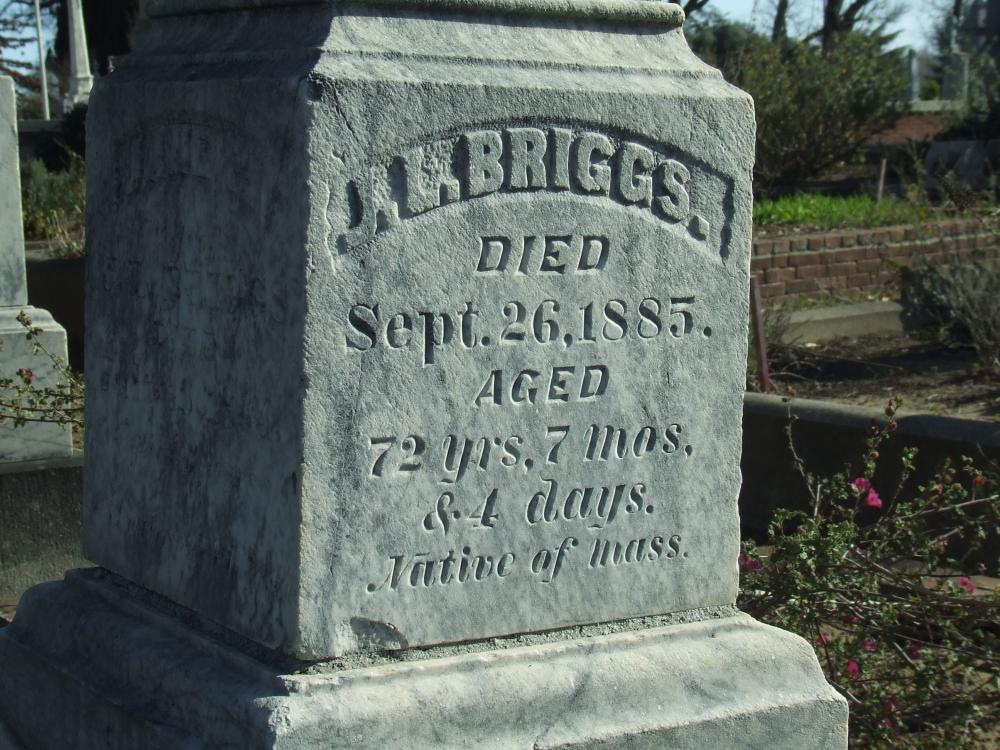 J. L. BRIGGS.
DIED
Sept. 26, 1885.
AGED
72 yrs, 7 mos,
& 4 days.
Native of Mass.